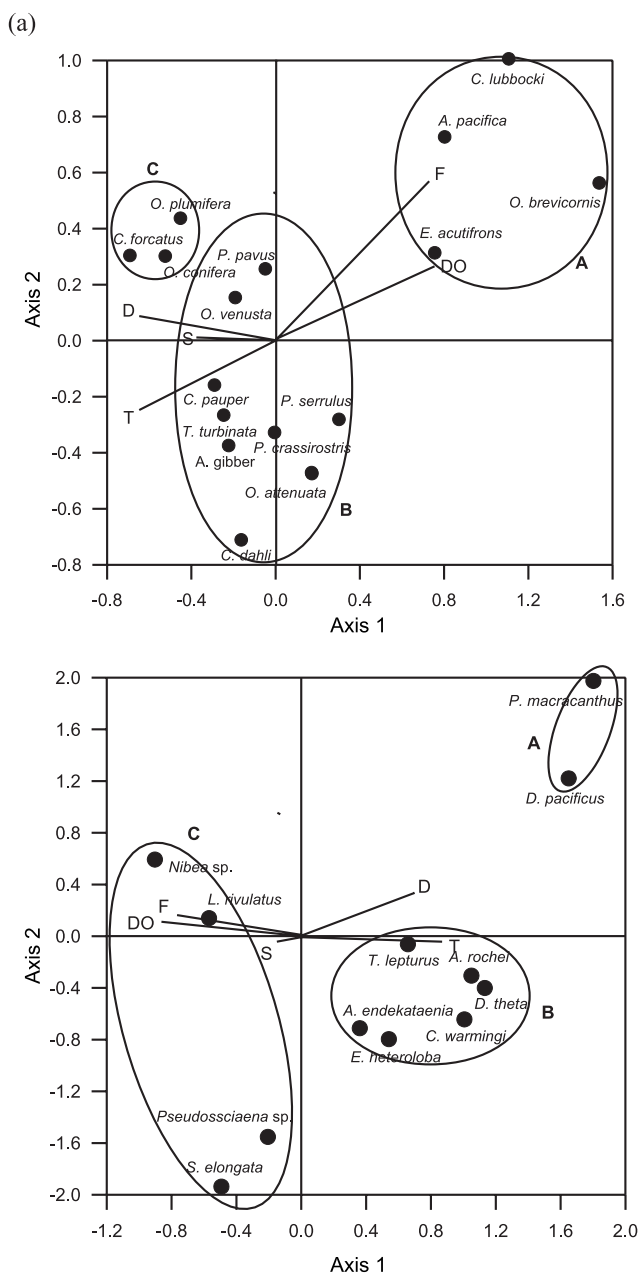 (a)
1.0
C. lubbocki
0.8
A. pacifica
C
F
0.6
O. plumifera
O. brevicornis
0.4
C. forcatus
P. pavus
E. acutifrons
A
O. conifera
DO
0.2
O. venusta
D
S
0.0
-0.2
C. pauper
P. serrulus
T
T. turbinata
P. crassirostris
-0.4
A. gibber
O. attenuata
B
-0.6
C. dahli
-0.8
-0.8 -0.4 0.0 0.4 0.8 1.2 1.6
Axis 1
Axis 2
2.0
P. macracanthus
1.6
A
1.2
D. pacificus
0.8
C
Nibea sp.
L. rivulatus
D
0.4
F
DO
0.0
S
T
T. lepturus
A. rochel
-0.4
D. theta
A. endekataenia
B
C. warmingi
-0.8
E. heteroloba
-1.2
Pseudossciaena sp.
-1.6
S. elongata
-2.0
-1.2 -0.8 -0.4 0.0 0.4 0.8 1.2 1.6 2.0
Axis 1
Axis 2